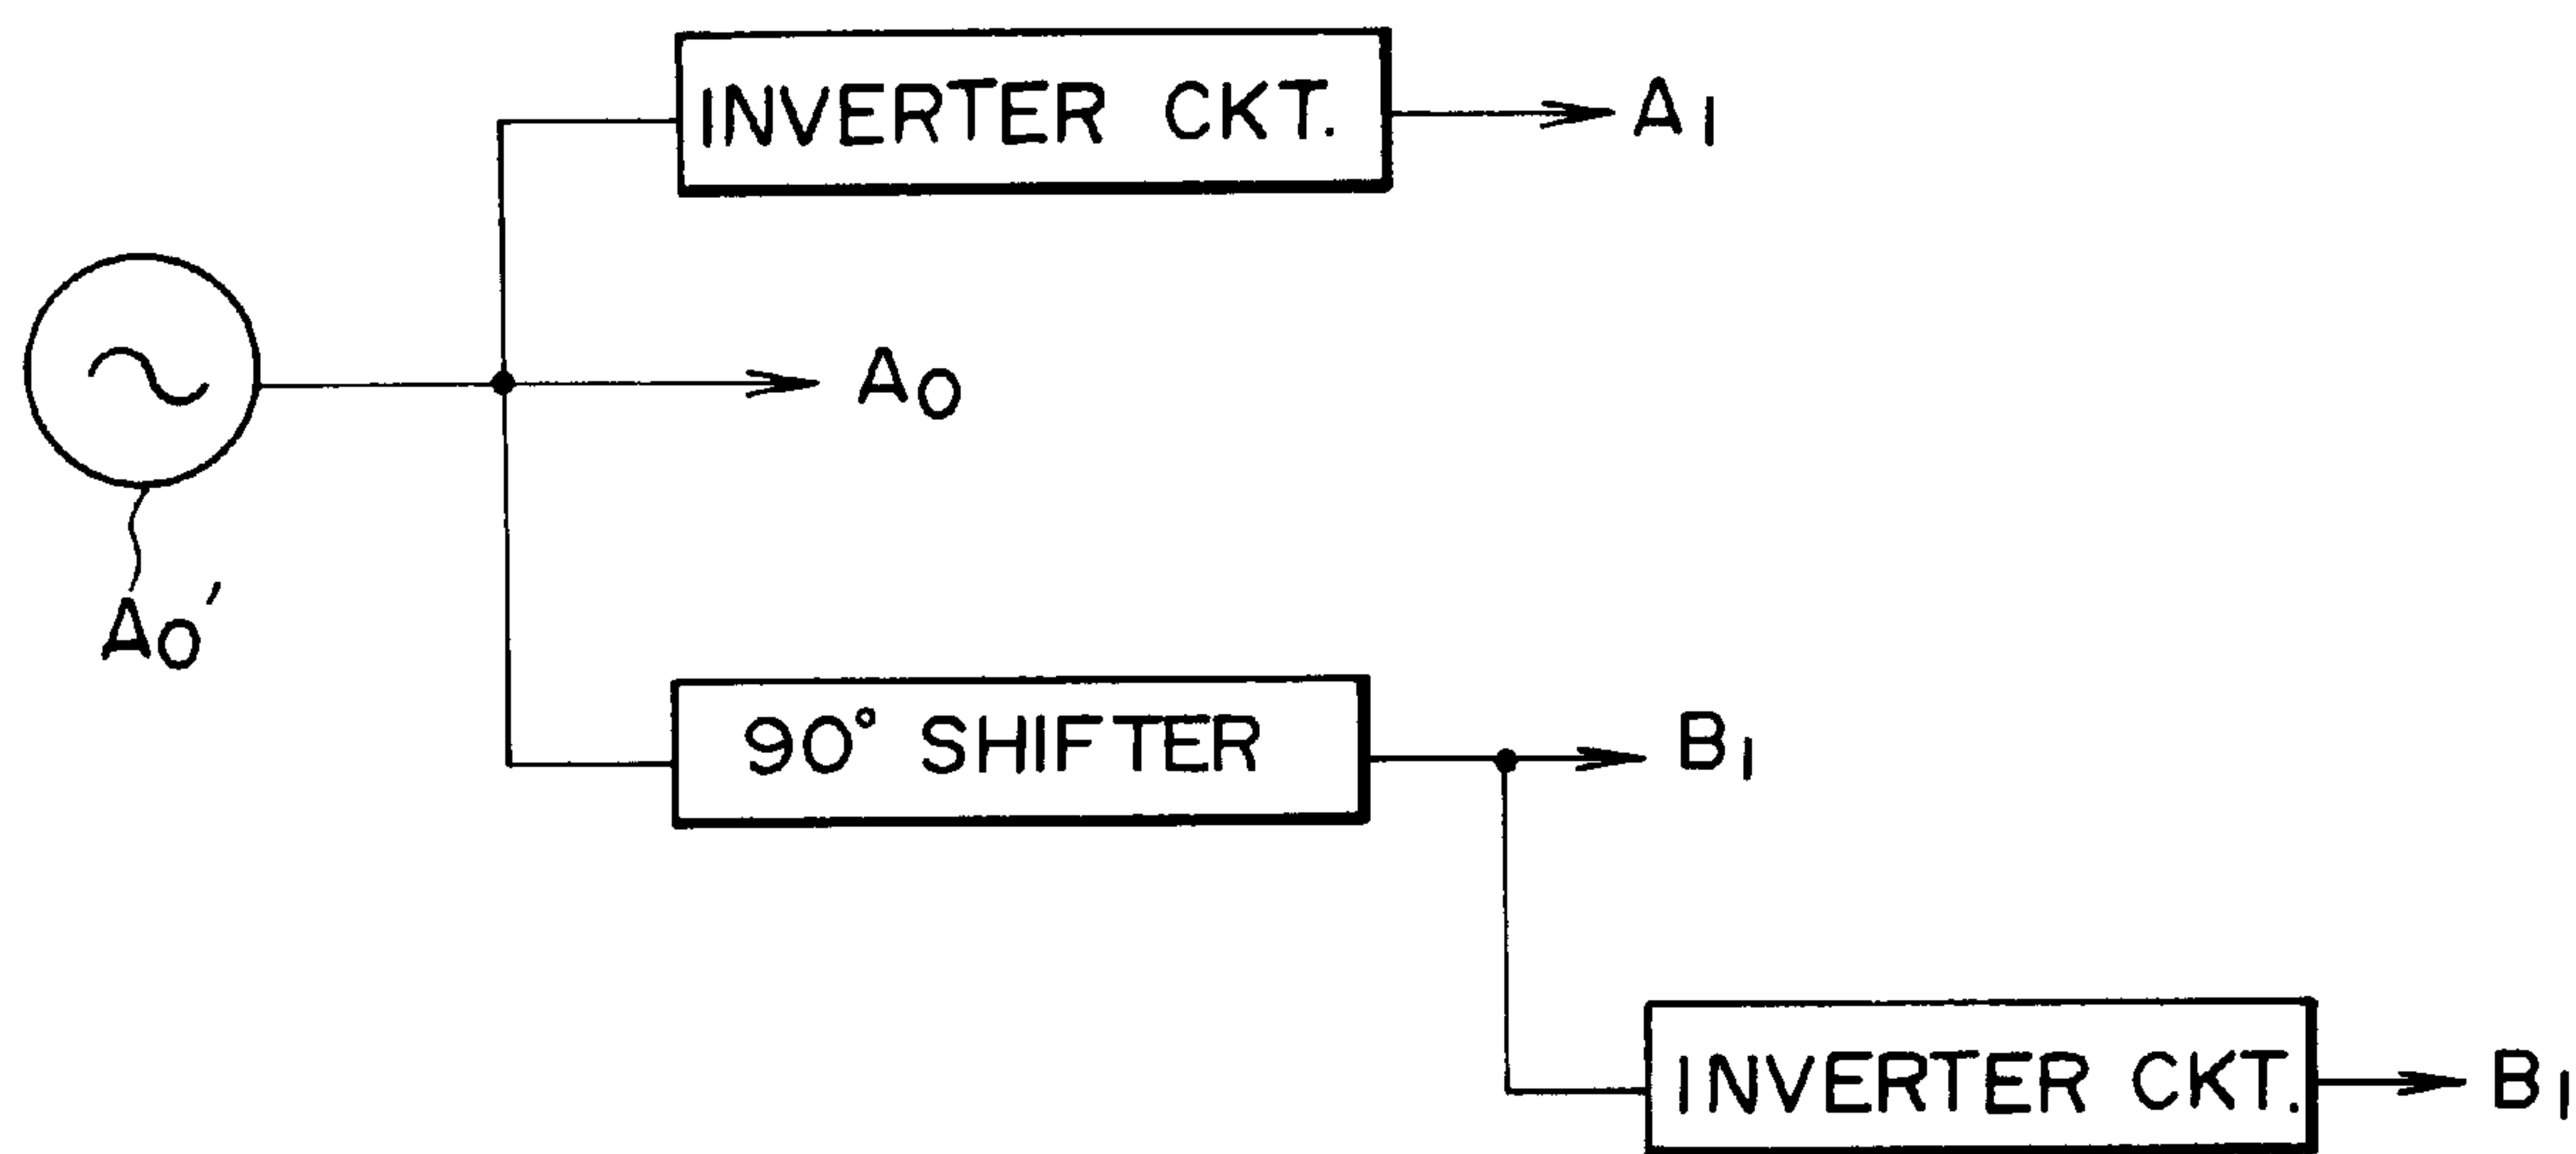 INVERTER CKT.
A1
A0
A0'
90° SHIFTER
B1
INVERTER CKT.
B1